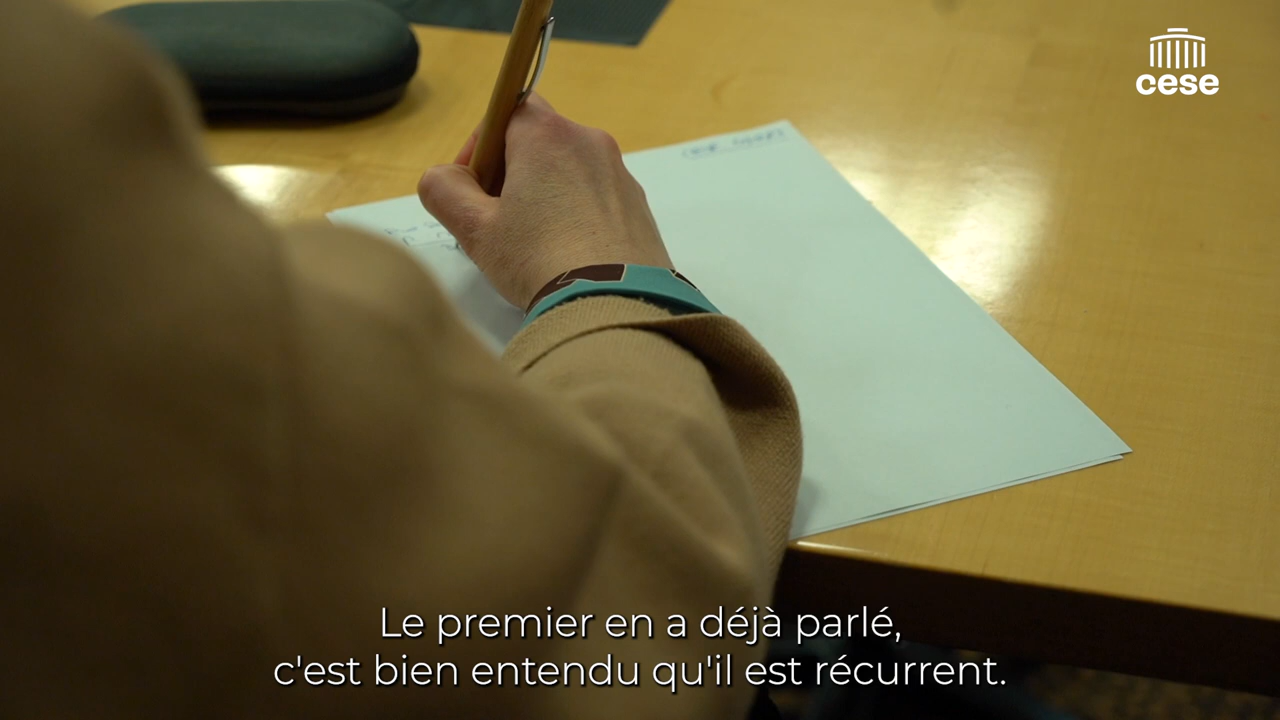 cese
Le premier en a déjà parlé,
c'est bien entendu qu'il est récurrent.